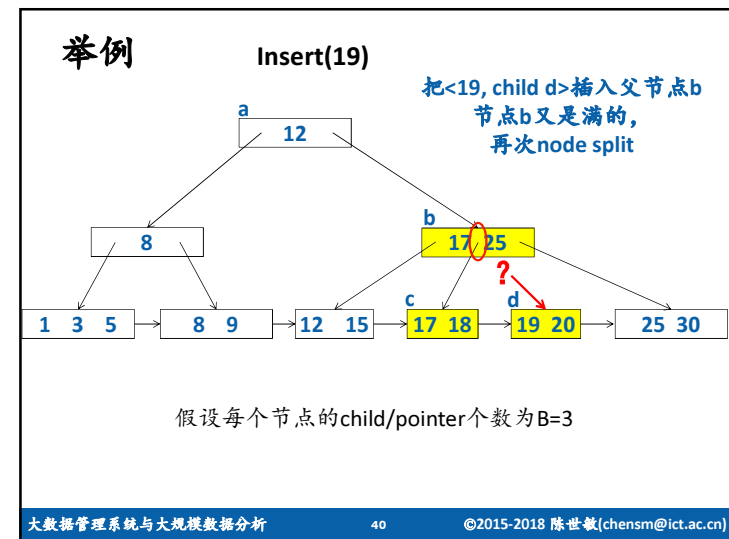 举例
Insert(19)
把<19, child d>插入父节点b
节点b又是满的,
再次node split
a
12
b
8
17 25
?
c
d
1 3 5
8 9
12 15
17 18
19 20
25 30
假设每个节点的child/pointer个数为B=3
大数据管理系统与大规模数据分析
40
©2015-2018 陈世敏(chensm@ict.ac.cn)